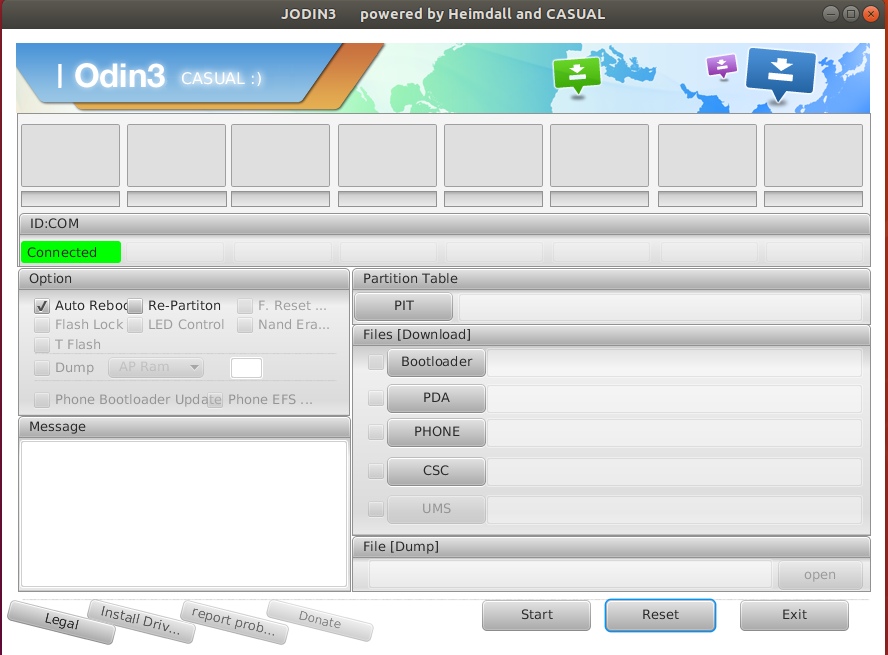 JODIN3 powered by Heimdall and CASUAL
Odin3 CASUAL :)
ID:COM
Connected
Option
Auto Reboo Re-Partiton F. Reset ...
Flash Lock LED Control Nand Era...
T Flash
Dump AP Ram
Phone Bootloader Update Phone EFS ...
Message
Partition Table
PIT
Files [Download]
Bootloader
PDA
PHONE
CSC
UMS
File [Dump]
open
Legal Install Driv... report prob... Donate
Start Reset Exit